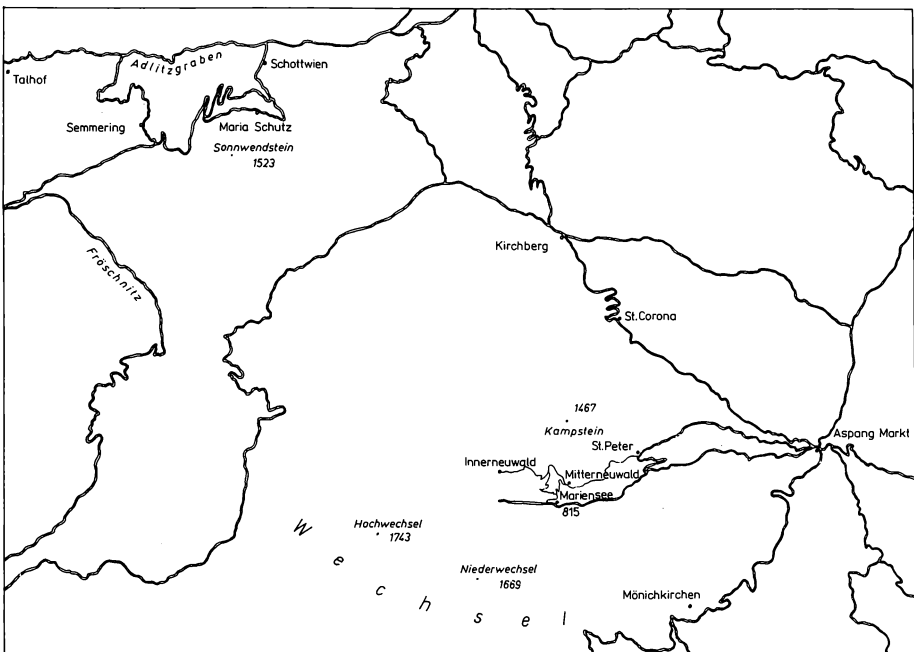 Talhof
Adlitzgraben
Schottwien
Semmering
Maria Schutz
Sonnwendstein
1523
Fröschnitz
Kirchberg
St.Corona
1467
Kampstein
Aspang Markt
St.Peter
Innerneuwald
Mitterneuwald
Mariensee
815
Hochwechsel
1743
Niederwechsel
1669
Wechsel
Mönichkirchen